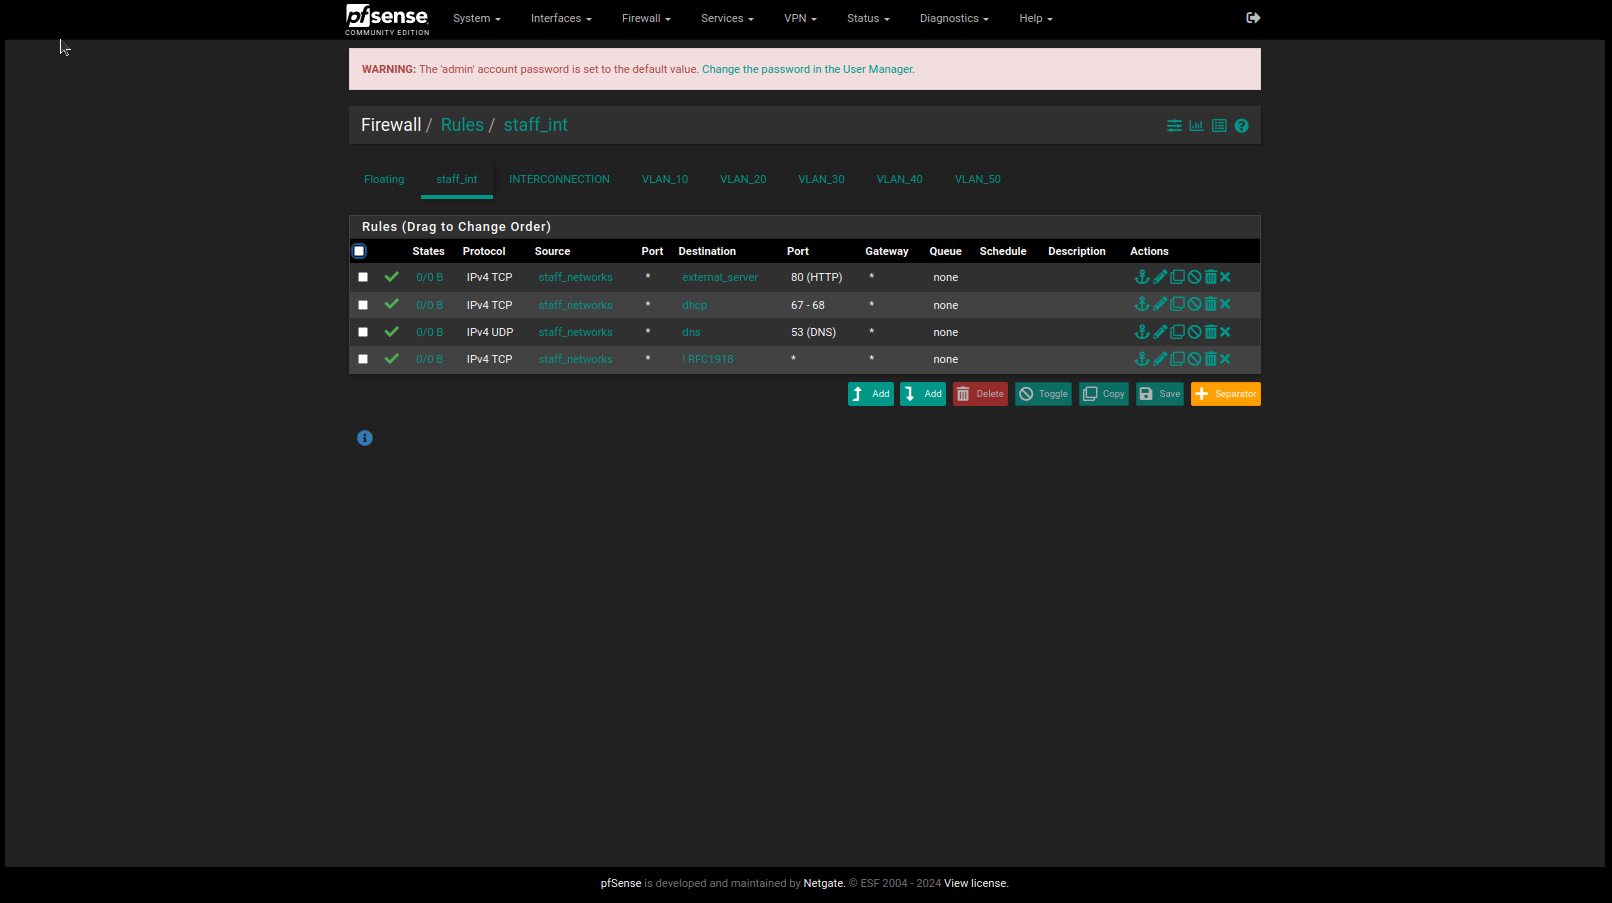 pfsense System Interfaces Firewall Services VPN Status Diagnostics Help
COMMUNITY EDITION
WARNING: The 'admin' account password is set to the default value. Change the password in the User Manager.
Firewall / Rules / staff_int
Floating staff_int INTERCONNECTION VLAN_10 VLAN_20 VLAN_30 VLAN_40 VLAN_50
Rules (Drag to Change Order)
States Protocol Source Port Destination Port Gateway Queue Schedule Description Actions
0/0 B IPv4 TCP staff_networks * external_server 80 (HTTP) * none
0/0 B IPv4 TCP staff_networks * dhcp 67 - 68 * none
0/0 B IPv4 UDP staff_networks * dns 53 (DNS) * none
0/0 B IPv4 TCP staff_networks * ! RFC1918 * * none
Add Add Delete Toggle Copy Save Separator
pfSense is developed and maintained by Netgate. © ESF 2004 - 2024 View license.